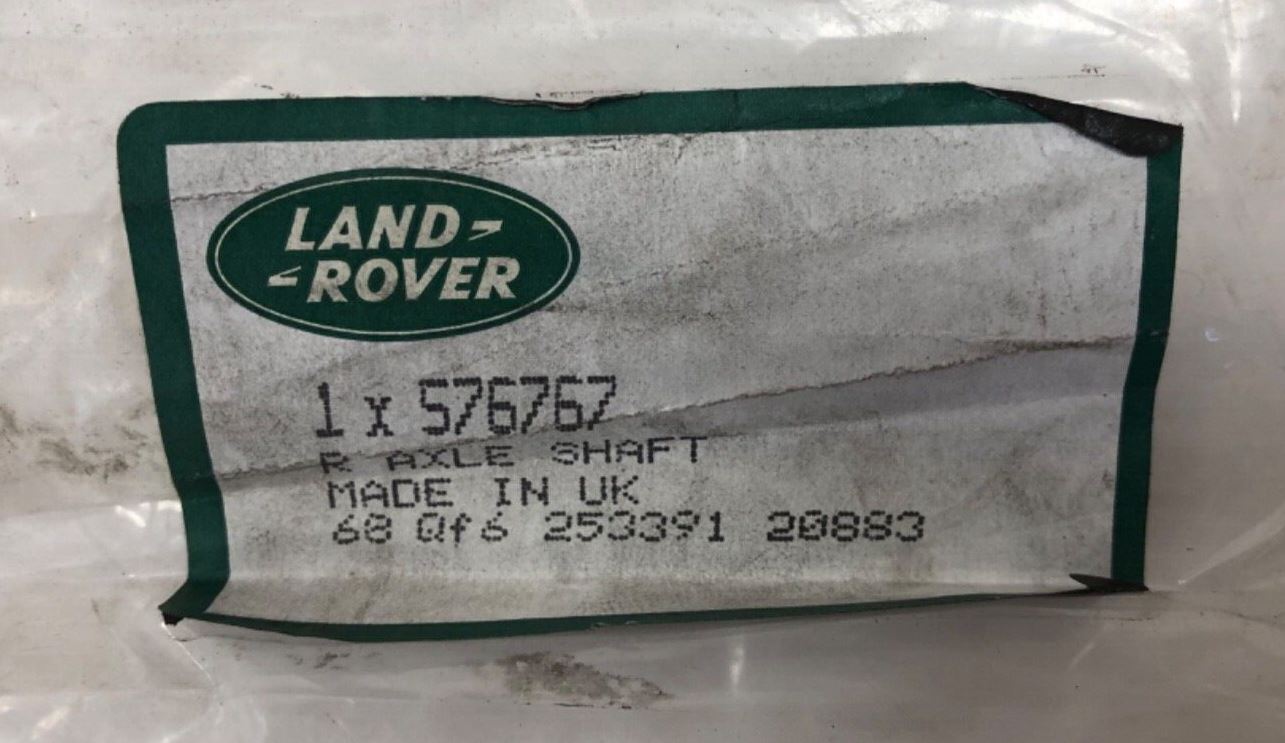 LAND-
-ROVER
1 x 576767
R AXLE SHAFT
MADE IN UK
68 Qf6 253391 20883